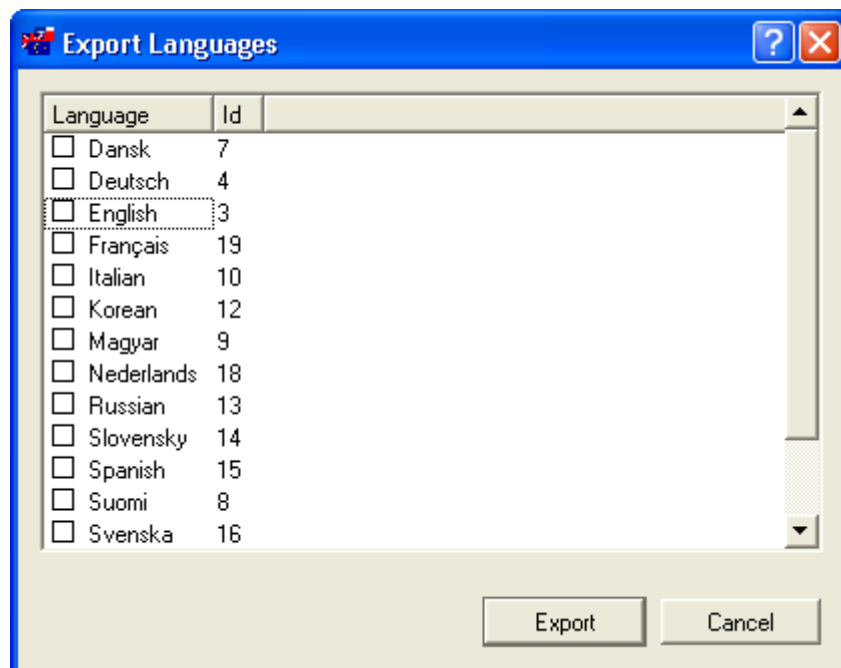 Export Languages
Language Id
Dansk 7
Deutsch 4
English 3
Français 19
Italian 10
Korean 12
Magyar 9
Nederlands 18
Russian 13
Slovensky 14
Spanish 15
Suomi 8
Svenska 16
Export Cancel